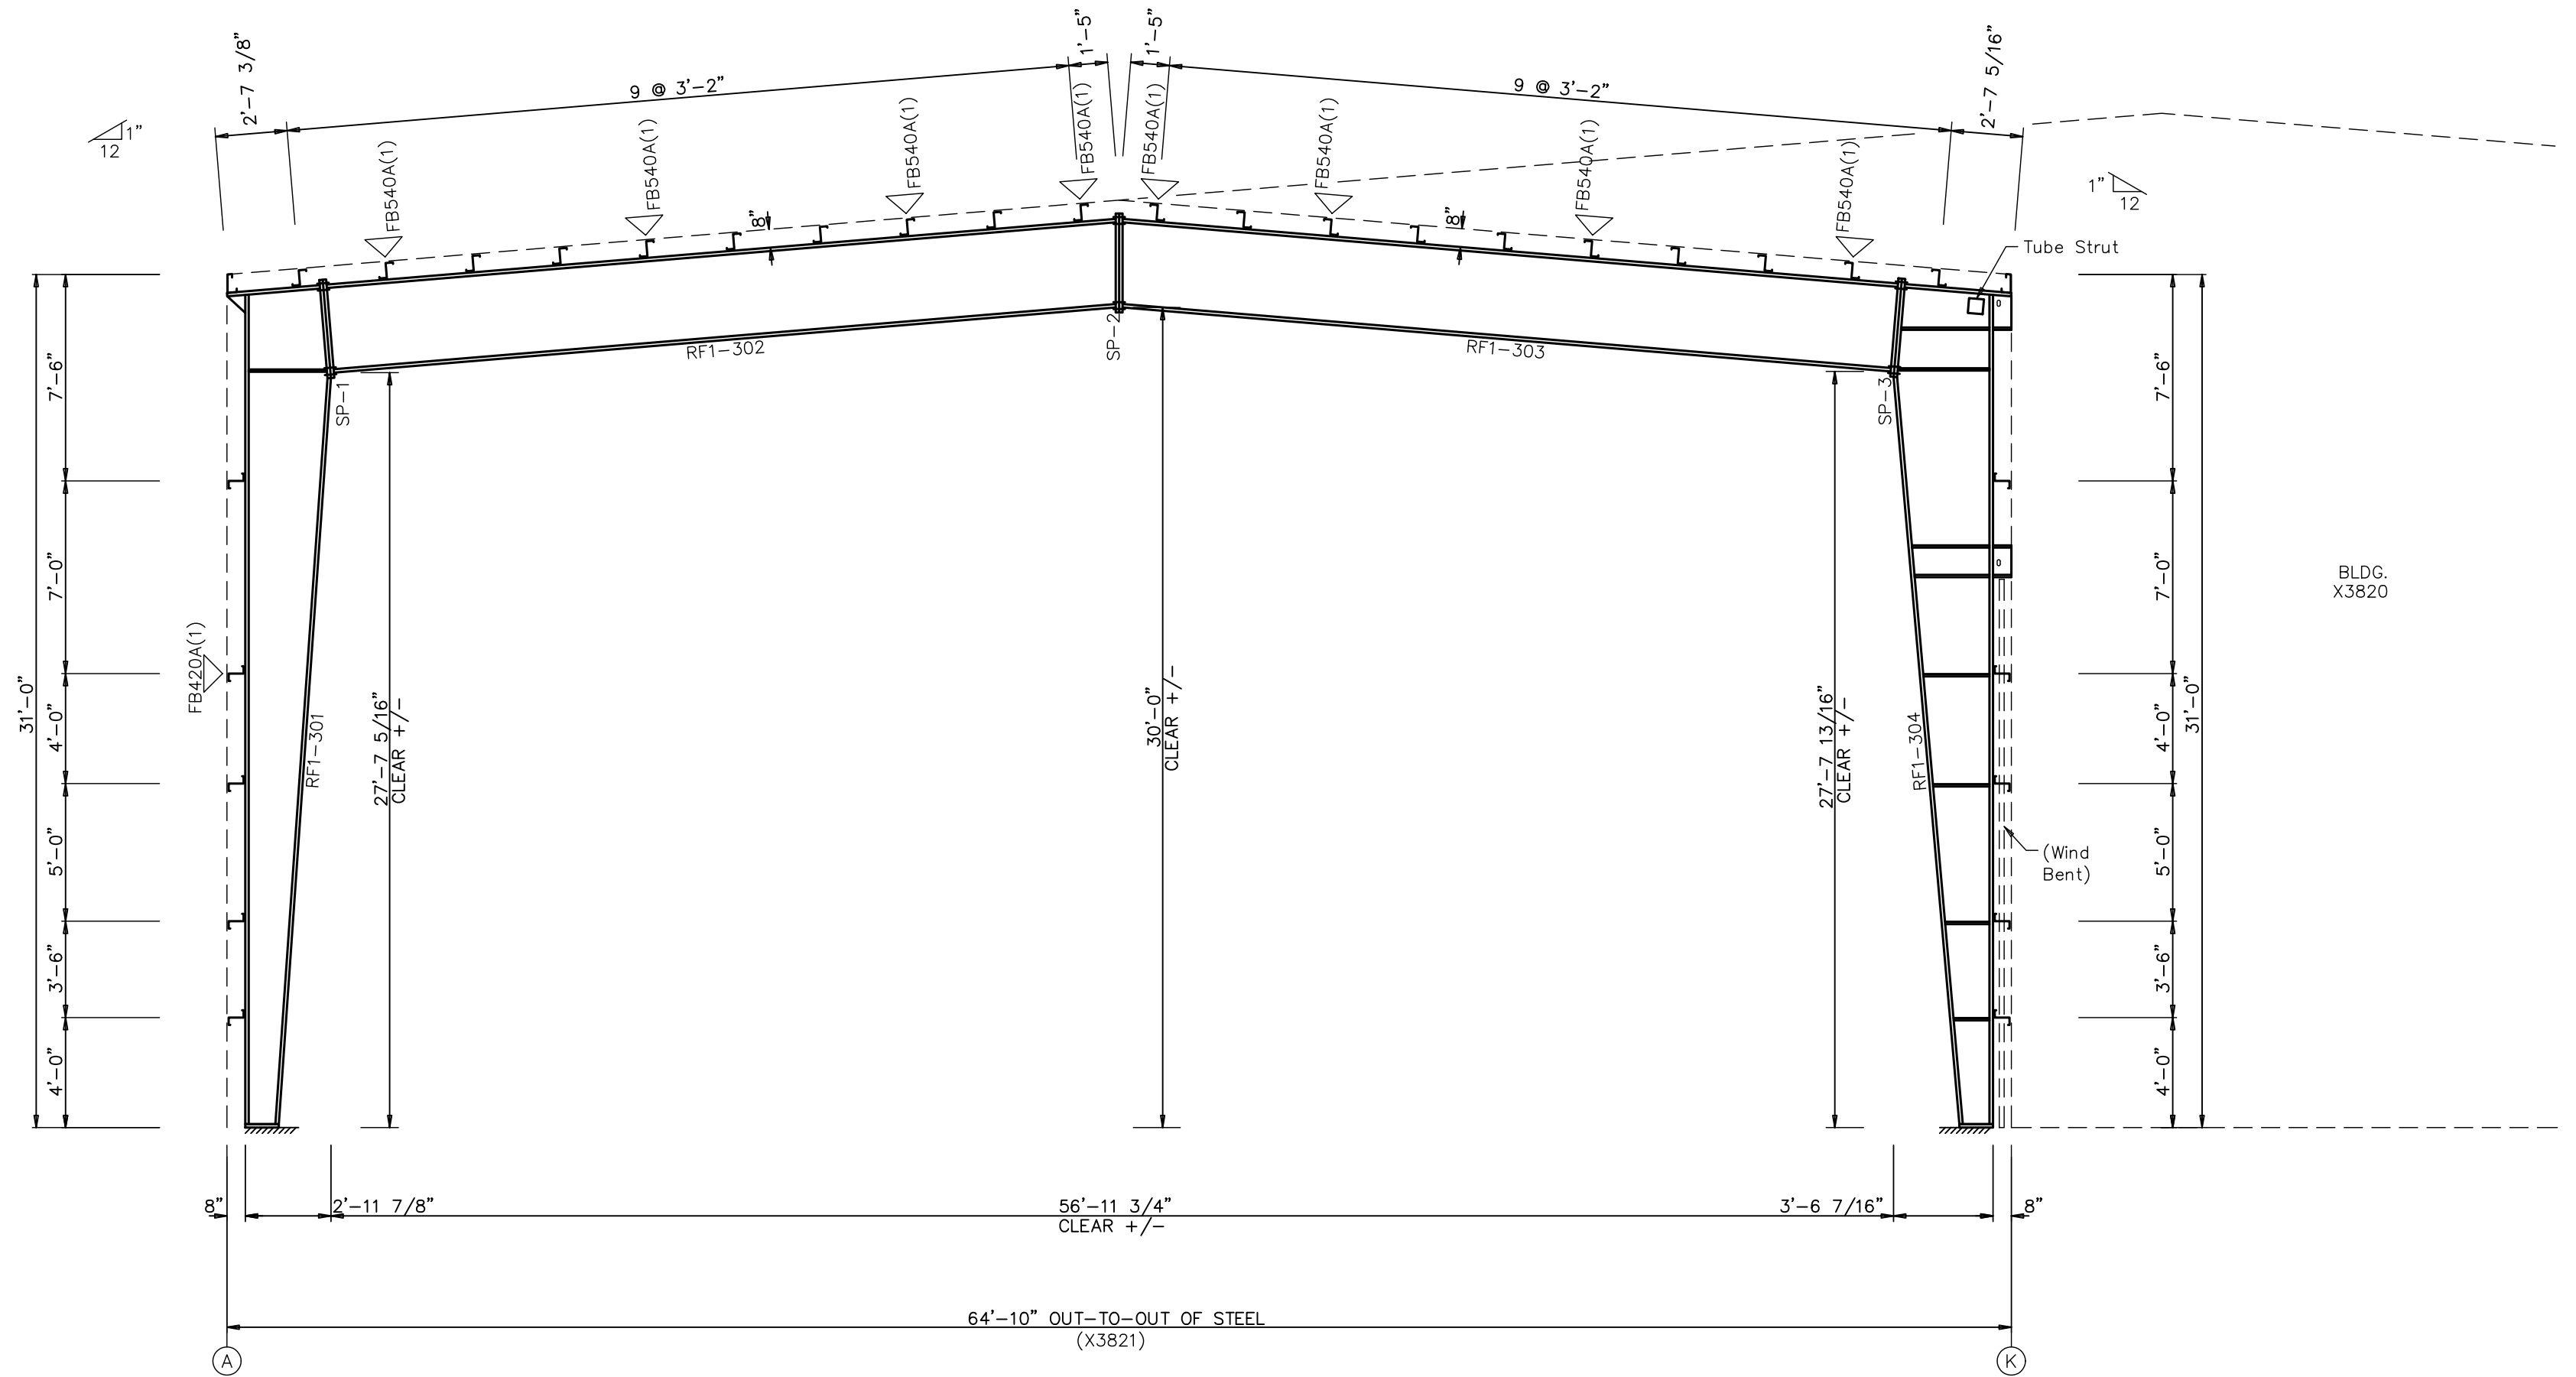 2'-7 3/8"
9 @ 3'-2"
1'-5"
1'-5"
9 @ 3'-2"
2'-7 5/16"
1"
12
1"
12
FB540A(1)
FB540A(1)
FB540A(1)
FB540A(1)
FB540A(1)
FB540A(1)
FB540A(1)
FB540A(1)
8"
8"
Tube Strut
RF1-302
SP-2
RF1-303
SP-1
SP-3
31'-0"
7'-6"
7'-0"
4'-0"
5'-0"
3'-6"
4'-0"
FB420A(1)
RF1-301
27'-7 5/16"
CLEAR +/-
30'-0"
CLEAR +/-
27'-7 13/16"
CLEAR +/-
RF1-304
(Wind
Bent)
7'-6"
7'-0"
4'-0"
5'-0"
3'-6"
4'-0"
31'-0"
BLDG.
X3820
8"
2'-11 7/8"
56'-11 3/4"
CLEAR +/-
3'-6 7/16"
8"
64'-10" OUT-TO-OUT OF STEEL
(X3821)
A
K